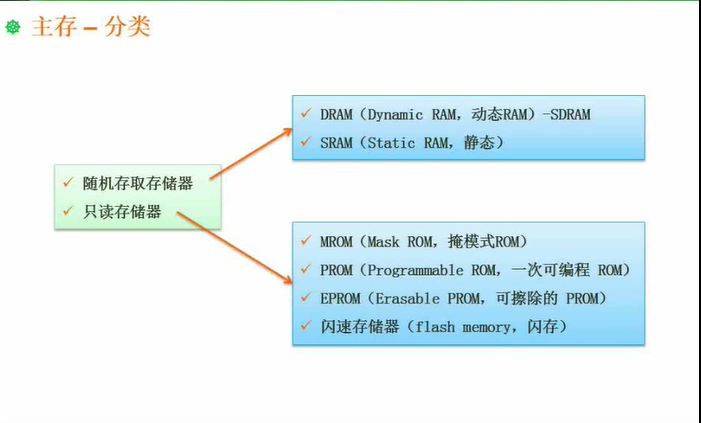 主存 – 分类
DRAM（Dynamic RAM，动态RAM）-SDRAM
SRAM（Static RAM，静态）
随机存取存储器
只读存储器
MROM（Mask ROM，掩模式ROM）
PROM（Programmable ROM，一次可编程 ROM）
EPROM（Erasable PROM，可擦除的 PROM）
闪速存储器（flash memory，闪存）